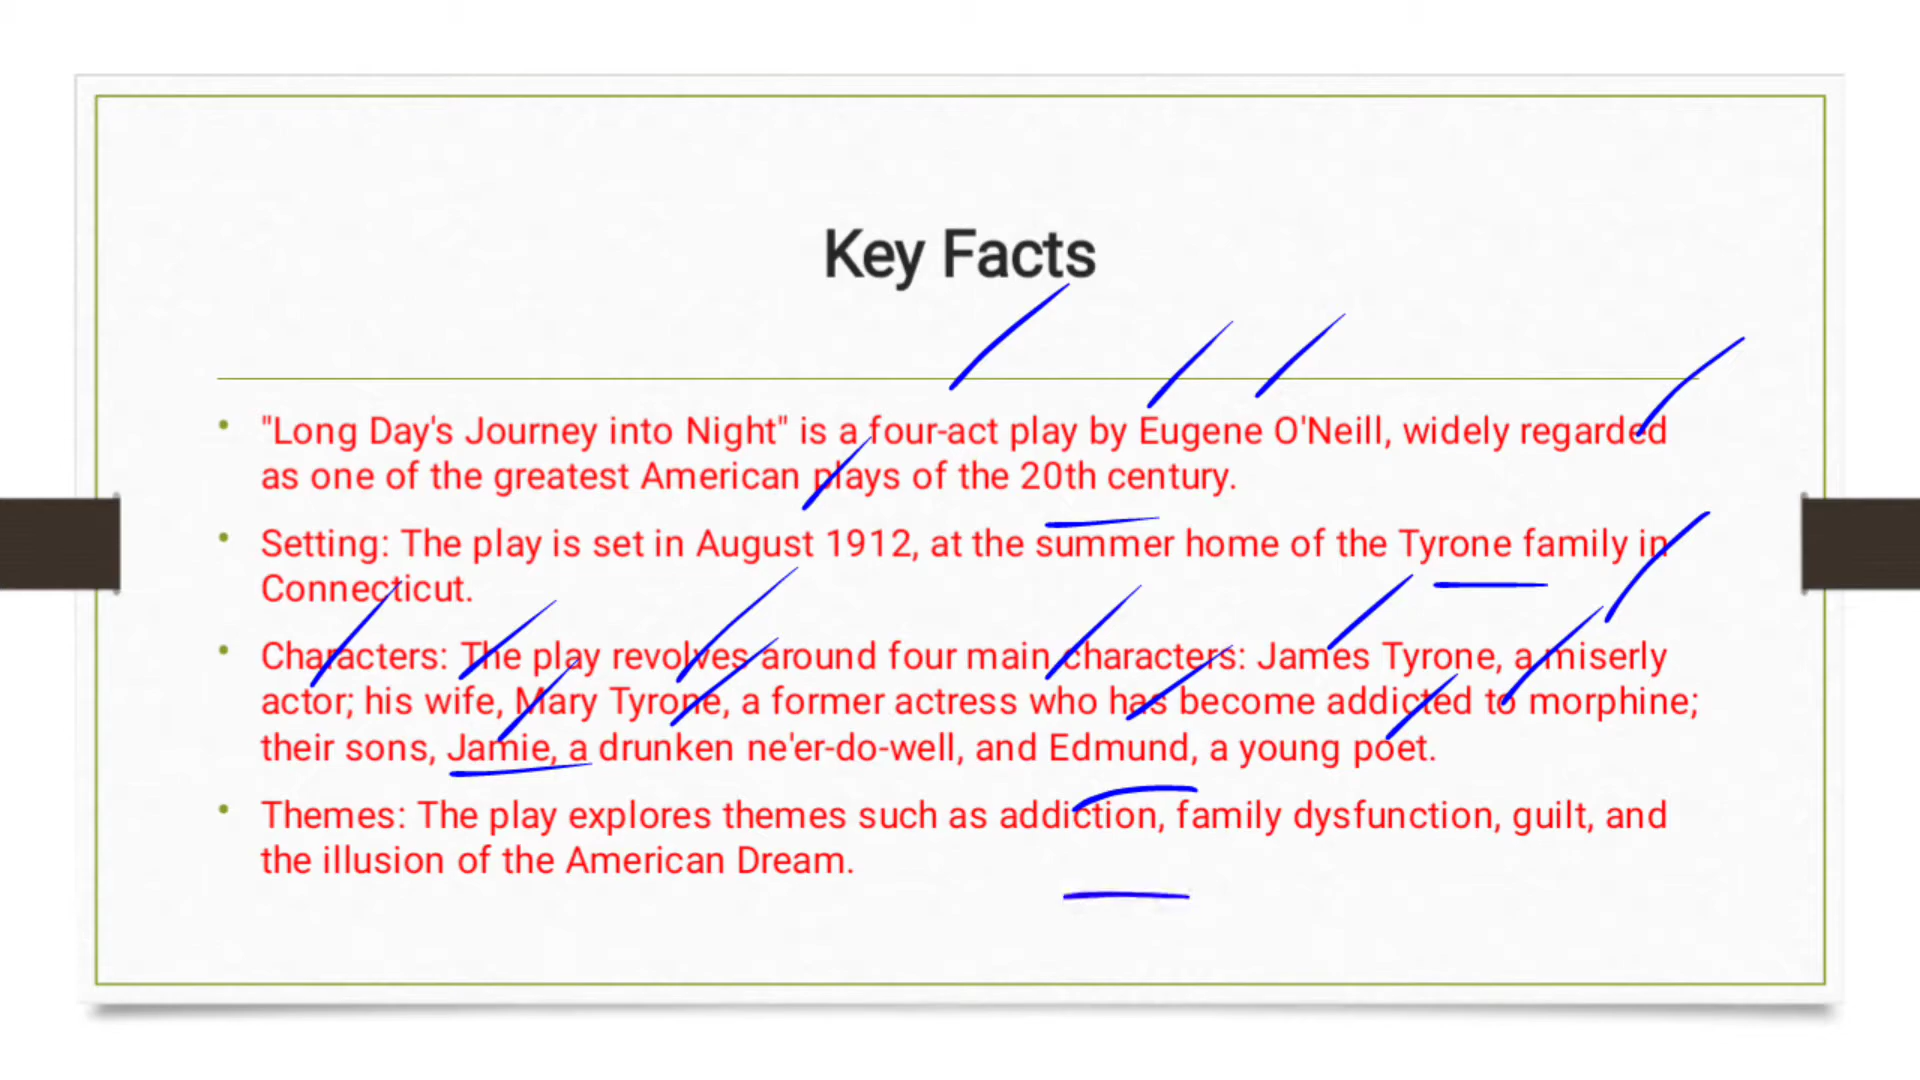 Key Facts
• "Long Day's Journey into Night" is a four-act play by Eugene O'Neill, widely regarded
as one of the greatest American plays of the 20th century.
• Setting: The play is set in August 1912, at the summer home of the Tyrone family in
Connecticut.
• Characters: The play revolves around four main characters: James Tyrone, a miserly
actor; his wife, Mary Tyrone, a former actress who has become addicted to morphine;
their sons, Jamie, a drunken ne'er-do-well, and Edmund, a young poet.
• Themes: The play explores themes such as addiction, family dysfunction, guilt, and
the illusion of the American Dream.